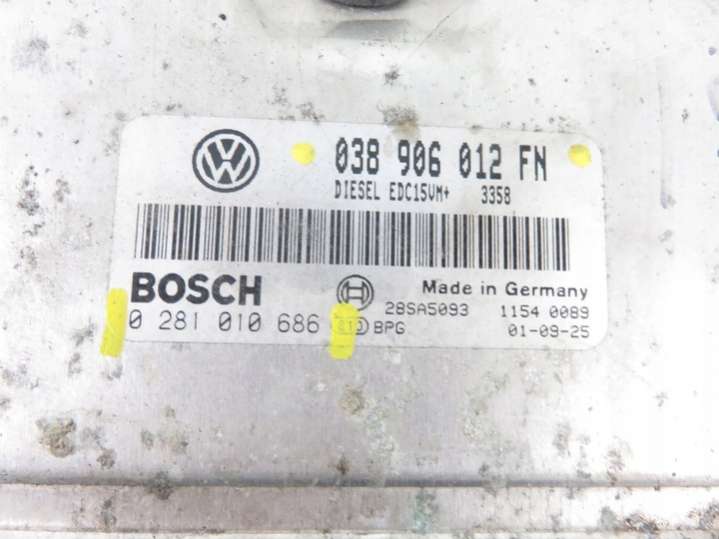 038 906 012 FN
DIESEL EDC15VM+ 3358
BOSCH
Made in Germany
28SA5093 1154 0089
0 281 010 686 BPG 01-09-25